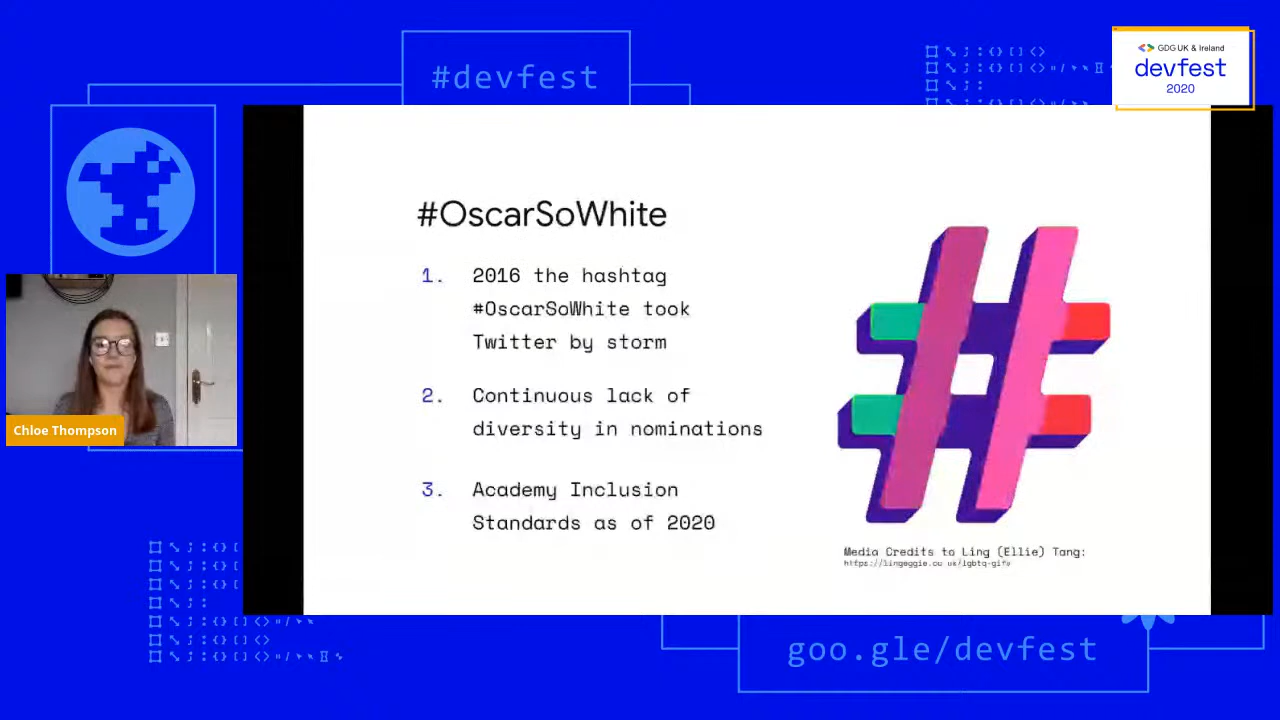 #devfest
GDG UK & Ireland
devfest
2020
#OscarSoWhite
1. 2016 the hashtag
#OscarSoWhite took
Twitter by storm
2. Continuous lack of
diversity in nominations
3. Academy Inclusion
Standards as of 2020
Media Credits to Ling (Ellie) Tang:
Chloe Thompson
goo.gle/devfest